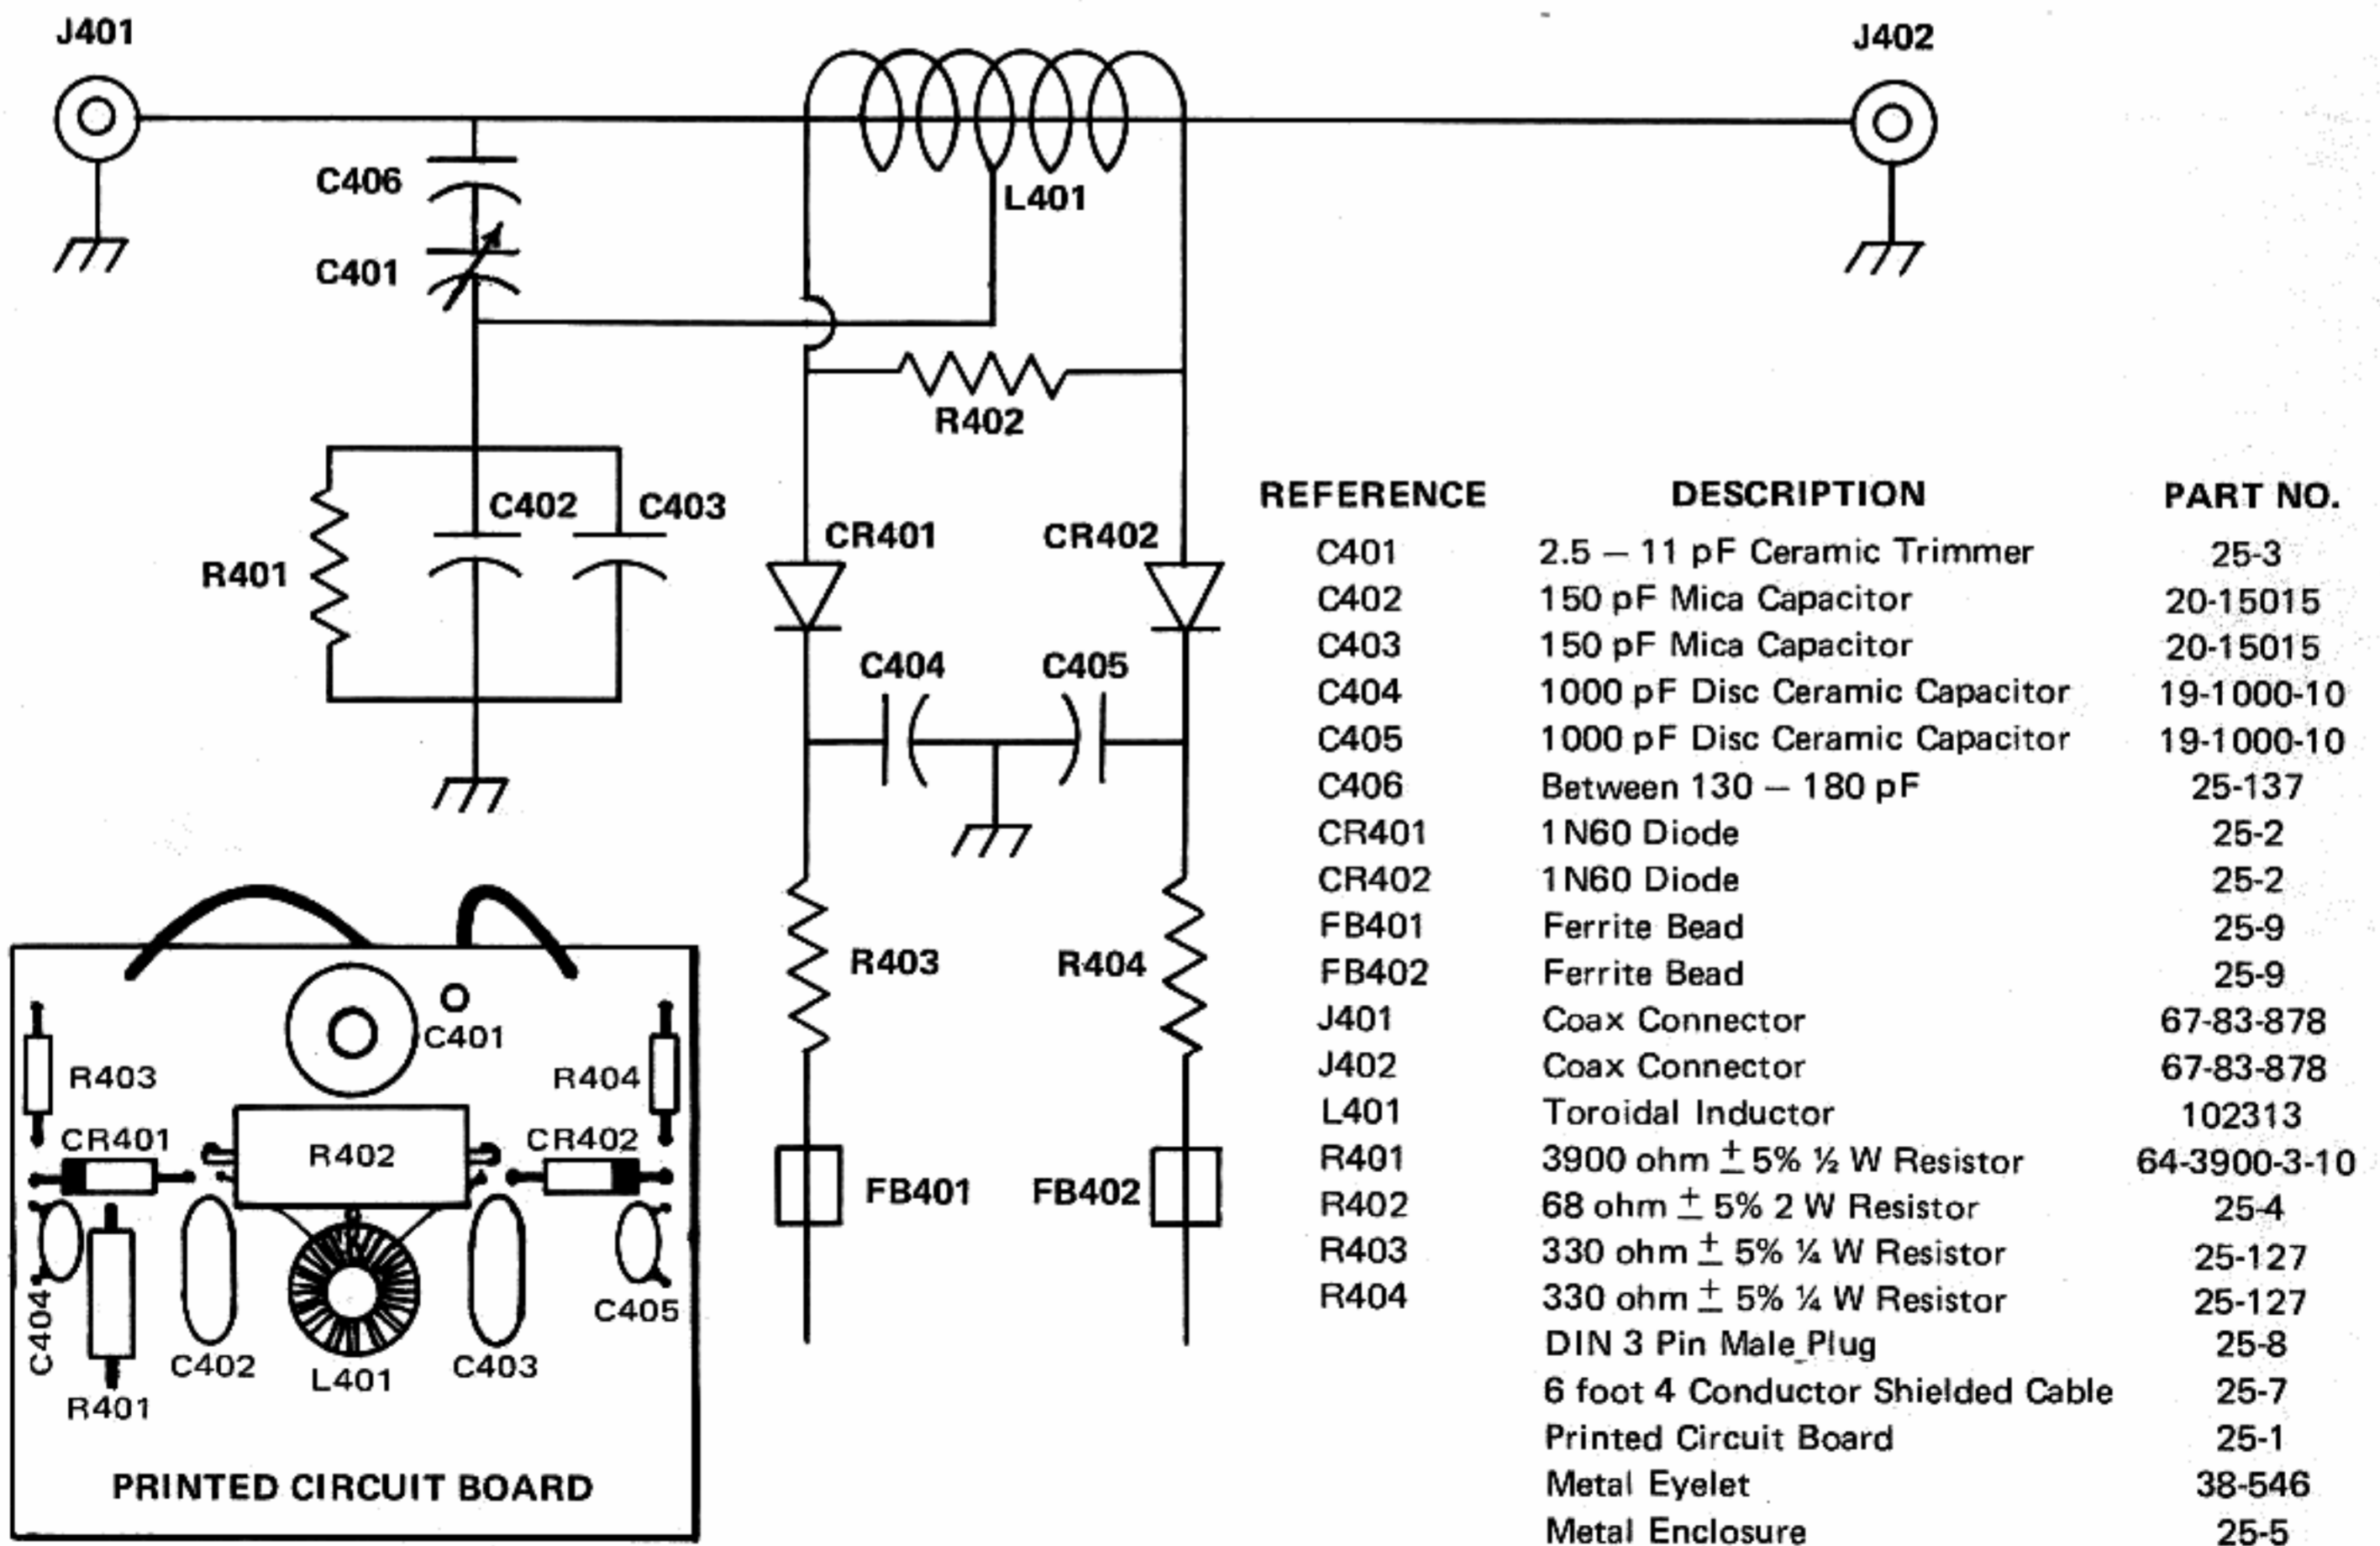 J401
J402
C406
C401
L401
R402
C402
C403
R401
CR401
CR402
C404
C405
R403
R404
FB401
FB402
REFERENCE DESCRIPTION PART NO.
C401 2.5 – 11 pF Ceramic Trimmer 25-3
C402 150 pF Mica Capacitor 20-15015
C403 150 pF Mica Capacitor 20-15015
C404 1000 pF Disc Ceramic Capacitor 19-1000-10
C405 1000 pF Disc Ceramic Capacitor 19-1000-10
C406 Between 130 – 180 pF 25-137
CR401 1N60 Diode 25-2
CR402 1N60 Diode 25-2
FB401 Ferrite Bead 25-9
FB402 Ferrite Bead 25-9
J401 Coax Connector 67-83-878
J402 Coax Connector 67-83-878
L401 Toroidal Inductor 102313
R401 3900 ohm ± 5% ½ W Resistor 64-3900-3-10
R402 68 ohm ± 5% 2 W Resistor 25-4
R403 330 ohm ± 5% ¼ W Resistor 25-127
R404 330 ohm ± 5% ¼ W Resistor 25-127
DIN 3 Pin Male Plug 25-8
6 foot 4 Conductor Shielded Cable 25-7
Printed Circuit Board 25-1
Metal Eyelet 38-546
Metal Enclosure 25-5
C401
R403
R404
CR401
R402
CR402
C404
R401
C402
L401
C403
C405
PRINTED CIRCUIT BOARD